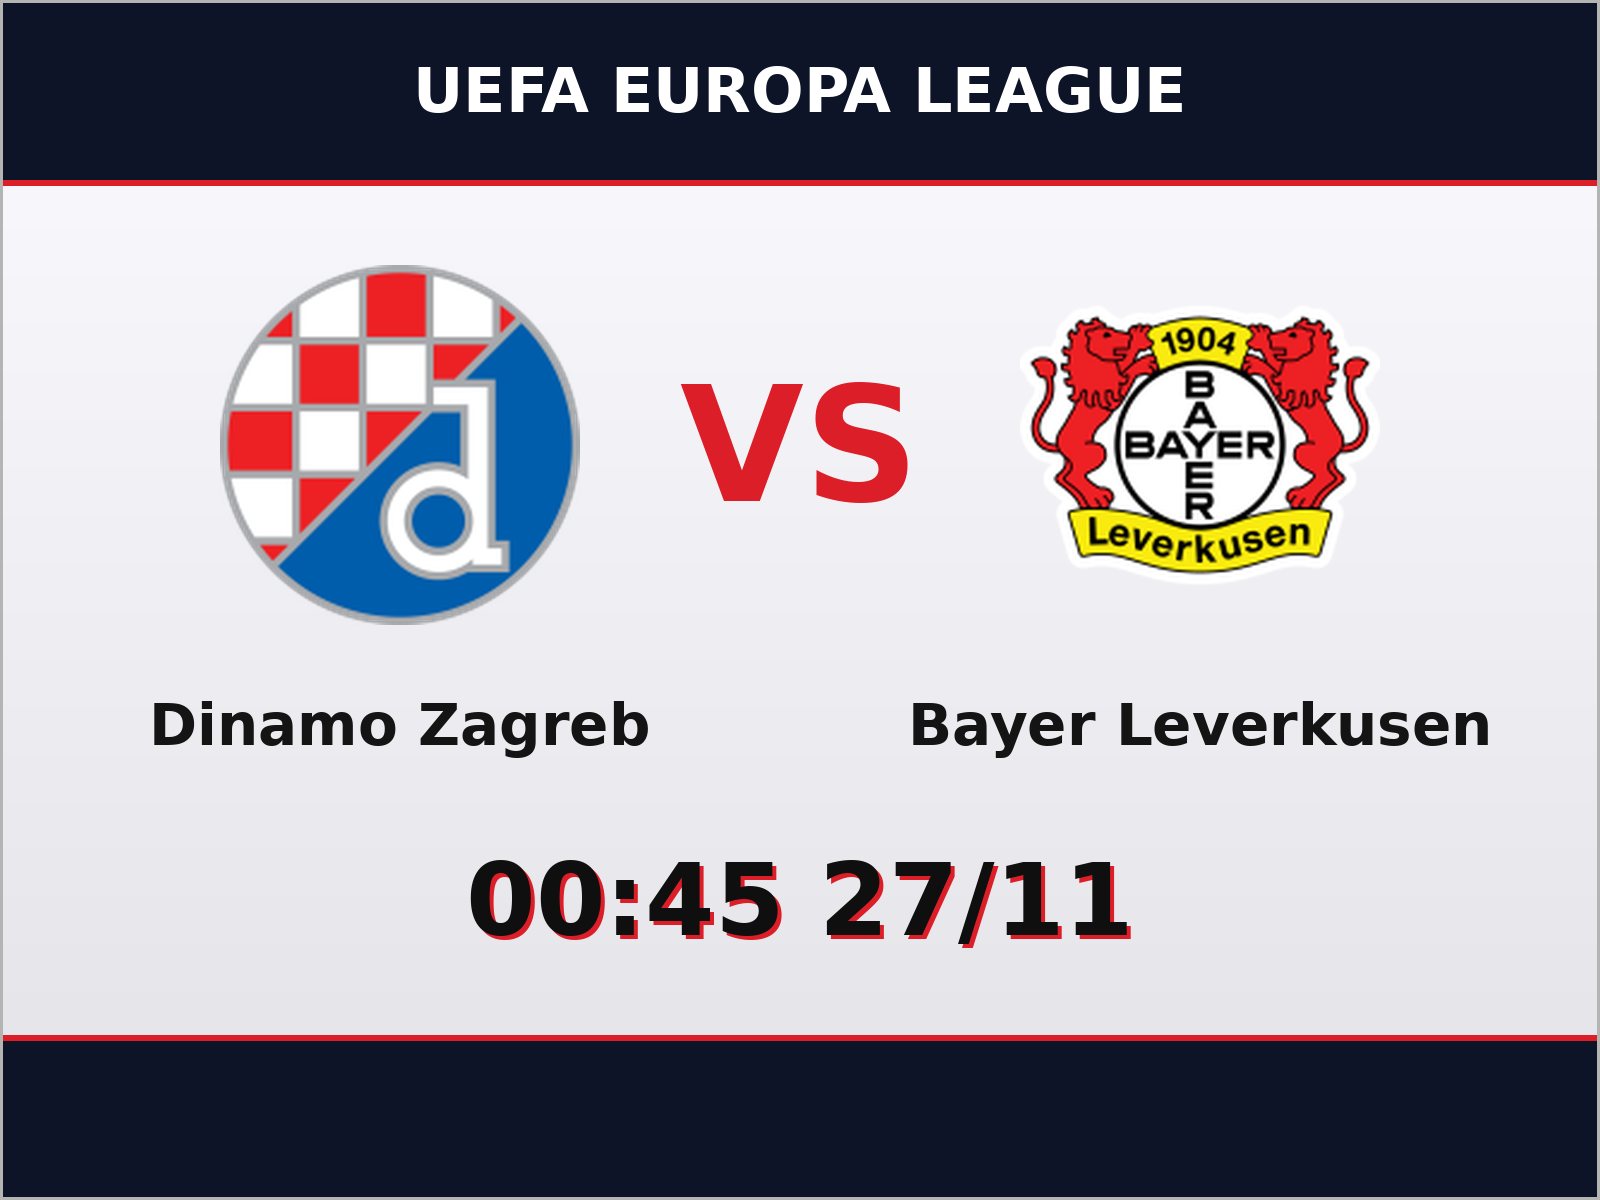 UEFA EUROPA LEAGUE
VS
1904
BAYER
BAYER
Leverkusen
Dinamo Zagreb
Bayer Leverkusen
00:45 27/11